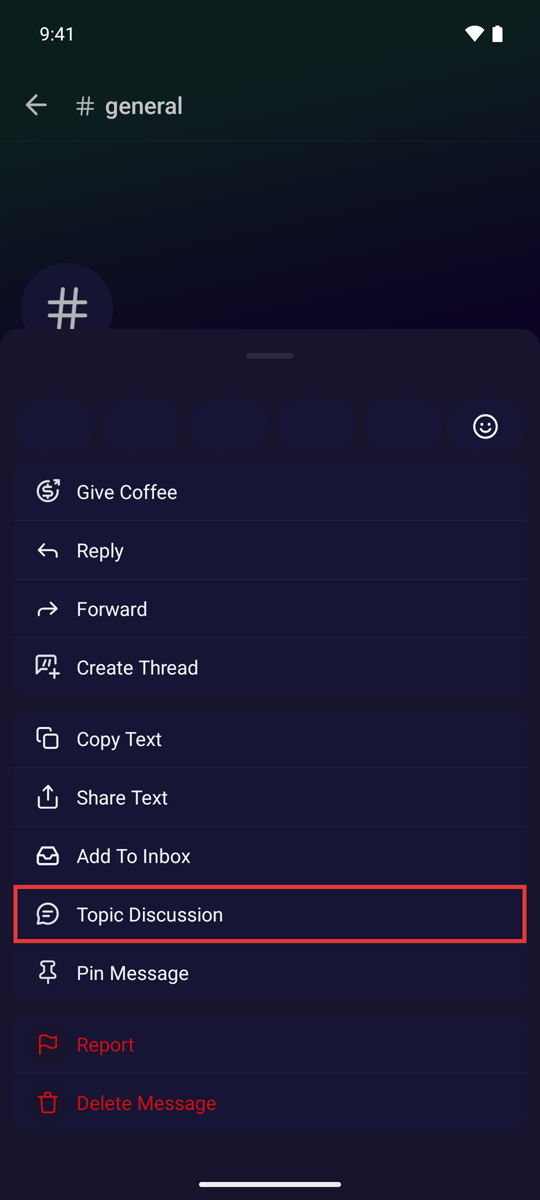 9:41
# general
#
Give Coffee
Reply
Forward
Create Thread
Copy Text
Share Text
Add To Inbox
Topic Discussion
Pin Message
Report
Delete Message